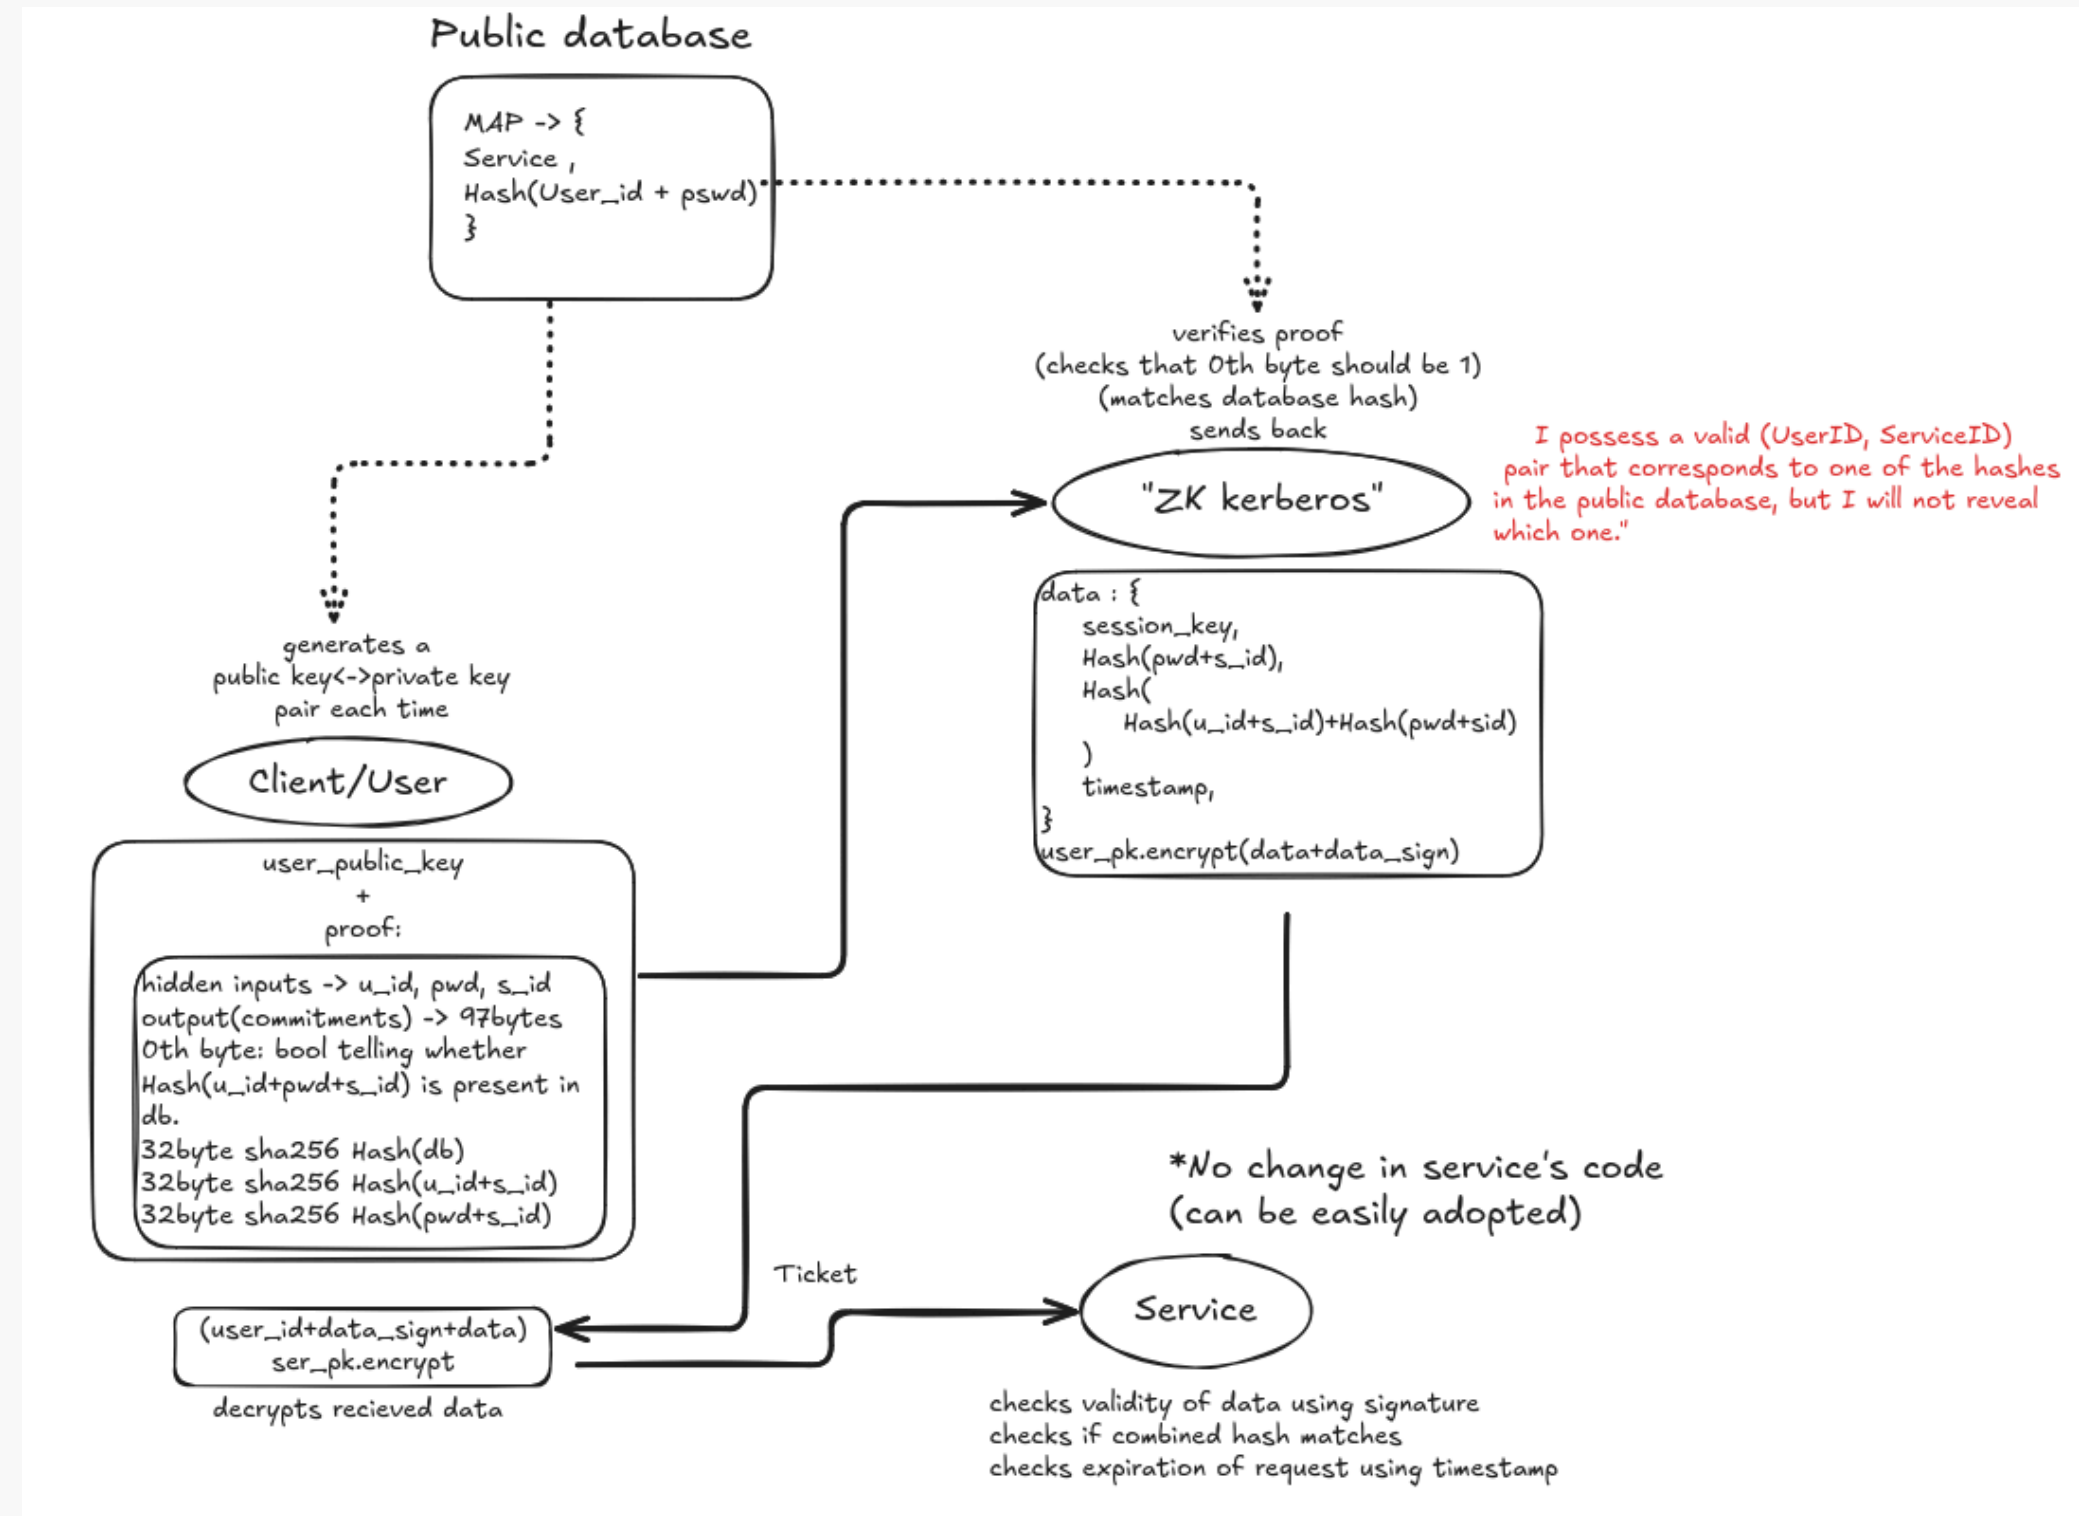 Public database
MAP -> {
Service ,
Hash(User_id + pswd)
}
verifies proof
(checks that 0th byte should be 1)
(matches database hash)
sends back
"ZK kerberos"
I possess a valid (UserID, ServiceID)
pair that corresponds to one of the hashes
in the public database, but I will not reveal
which one."
data : {
session_key,
Hash(pwd+s_id),
Hash(
Hash(u_id+s_id)+Hash(pwd+sid)
)
timestamp,
}
user_pk.encrypt(data+data_sign)
generates a
public key<->private key
pair each time
Client/User
user_public_key
+
proof:
hidden inputs -> u_id, pwd, s_id
output(commitments) -> 97bytes
0th byte: bool telling whether
Hash(u_id+pwd+s_id) is present in
db.
32byte sha256 Hash(db)
32byte sha256 Hash(u_id+s_id)
32byte sha256 Hash(pwd+s_id)
(user_id+data_sign+data)
ser_pk.encrypt
decrypts recieved data
Ticket
*No change in service's code
(can be easily adopted)
Service
checks validity of data using signature
checks if combined hash matches
checks expiration of request using timestamp